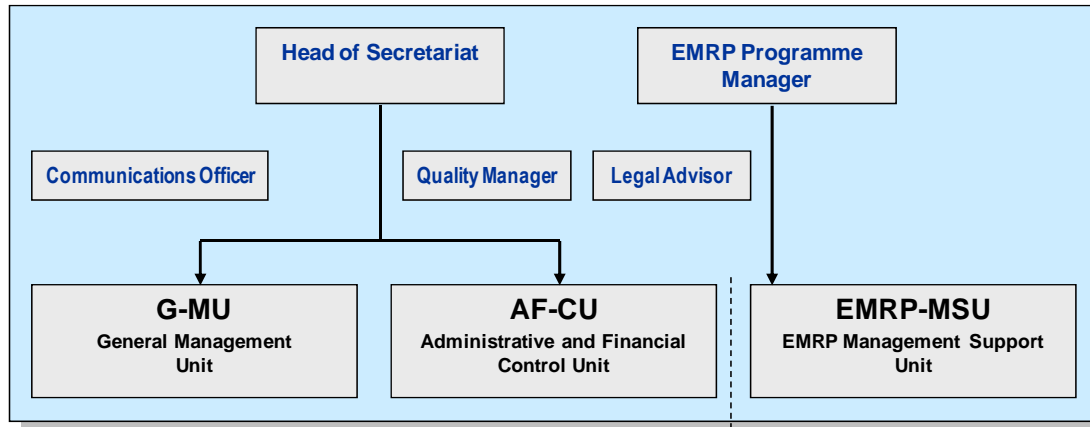 Head of Secretariat
EMRP Programme
Manager
Communications Officer
Quality Manager
Legal Advisor
G-MU
General Management
Unit
AF-CU
Administrative and Financial
Control Unit
EMRP-MSU
EMRP Management Support
Unit